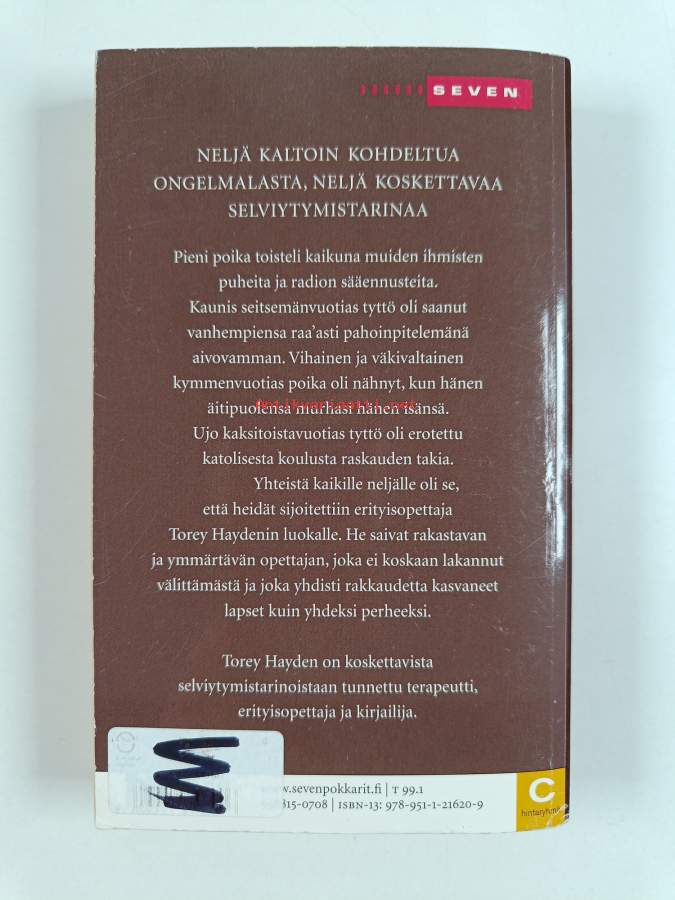 SEVEN
NELJÄ KALTOIN KOHDELTUA
ONGELMALASTA, NELJÄ KOSKETTAVAA
SELVIYTYMISTARINAA
Pieni poika toisteli kaikuna muiden ihmisten
puheita ja radion sääennusteita.
Kaunis seitsemänvuotias tyttö oli saanut
vanhempiensa raa'asti pahoinpitelemänä
aivovamman. Vihainen ja väkivaltainen
kymmenvuotias poika oli nähnyt, kun hänen
äitipuolensa murhasi hänen isänsä.
Ujo kaksitoistavuotias tyttö oli erotettu
katolisesta koulusta raskauden takia.
Yhteistä kaikille neljälle oli se,
että heidät sijoitettiin erityisopettaja
Torey Haydenin luokalle. He saivat rakastavan
ja ymmärtävän opettajan, joka ei koskaan lakannut
välittämästä ja joka yhdisti rakkaudetta kasvaneet
lapset kuin yhdeksi perheeksi.
Torey Hayden on koskettavista
selviytymistarinoistaan tunnettu terapeutti,
erityisopettaja ja kirjailija.
www.sevenpokkarit.fi | T 99.1
815-0708 | ISBN-13: 978-951-1-21620-9
C
hintaryhmä